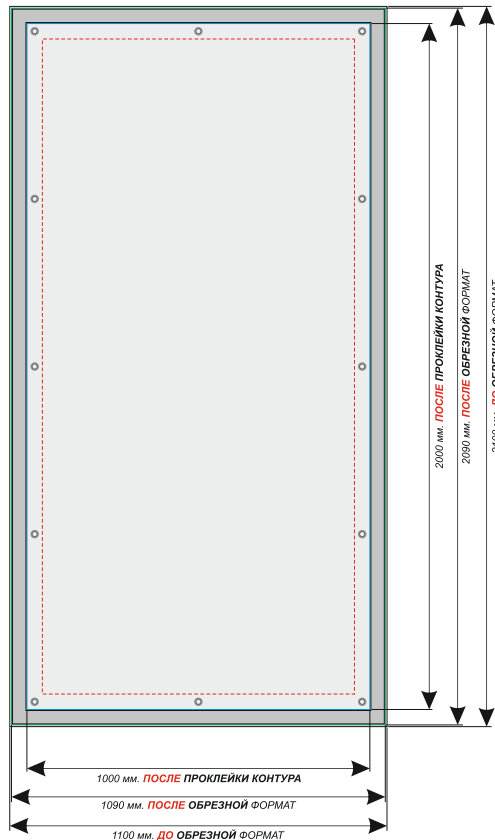 2000 мм. ПОСЛЕ ПРОКЛЕЙКИ КОНТУРА
2090 мм. ПОСЛЕ ОБРЕЗНОЙ ФОРМАТ
1000 мм. ПОСЛЕ ПРОКЛЕЙКИ КОНТУРА
1090 мм. ПОСЛЕ ОБРЕЗНОЙ ФОРМАТ
1100 мм. ДО ОБРЕЗНОЙ ФОРМАТ